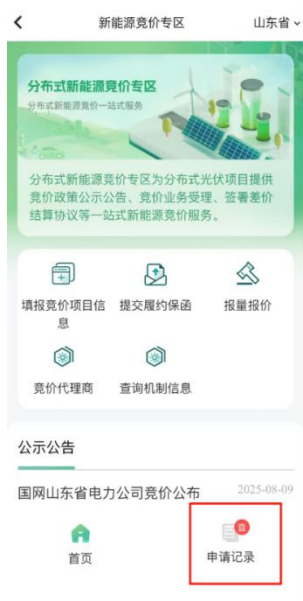 新能源竞价专区
山东省
分布式新能源竞价专区
分布式新能源竞价一站式服务
分布式新能源竞价专区为分布式光伏项目提供
竞价政策公示公告、竞价业务受理、签署差价
结算协议等一站式新能源竞价服务。
填报竞价项目信
息
提交履约保函
报量报价
竞价代理商
查询机制信息
公示公告
国网山东省电力公司竞价公布
2025-08-09
首页
申请记录